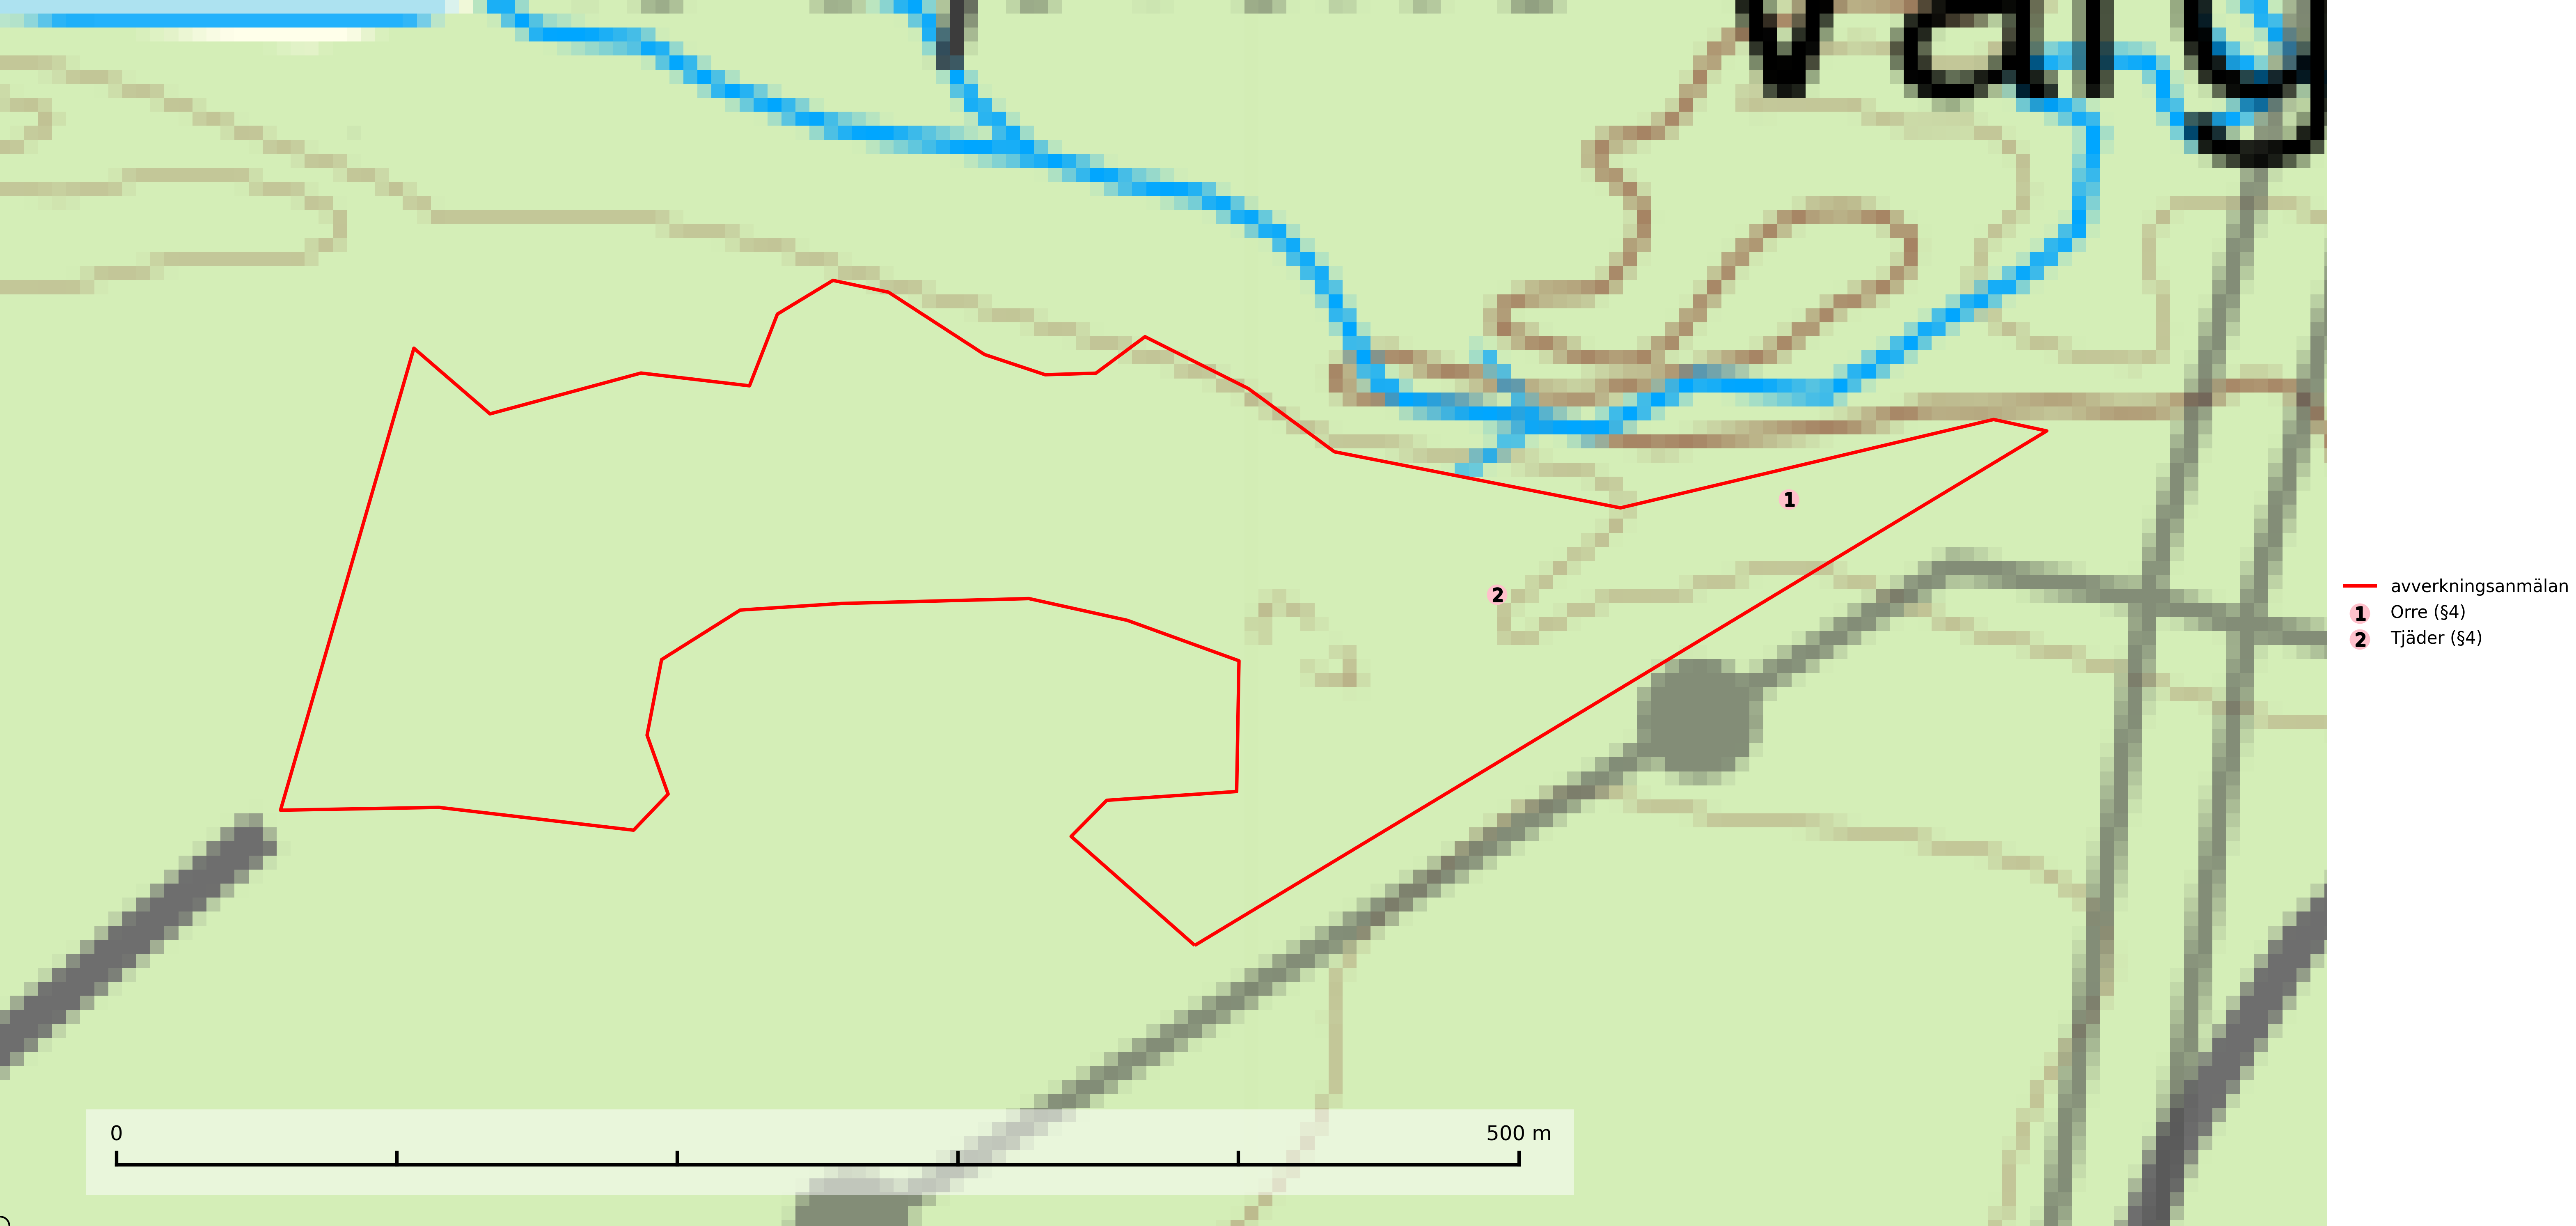 1
2
avverkningsanmälan
1 Orre (§4)
2 Tjäder (§4)
0 500 m